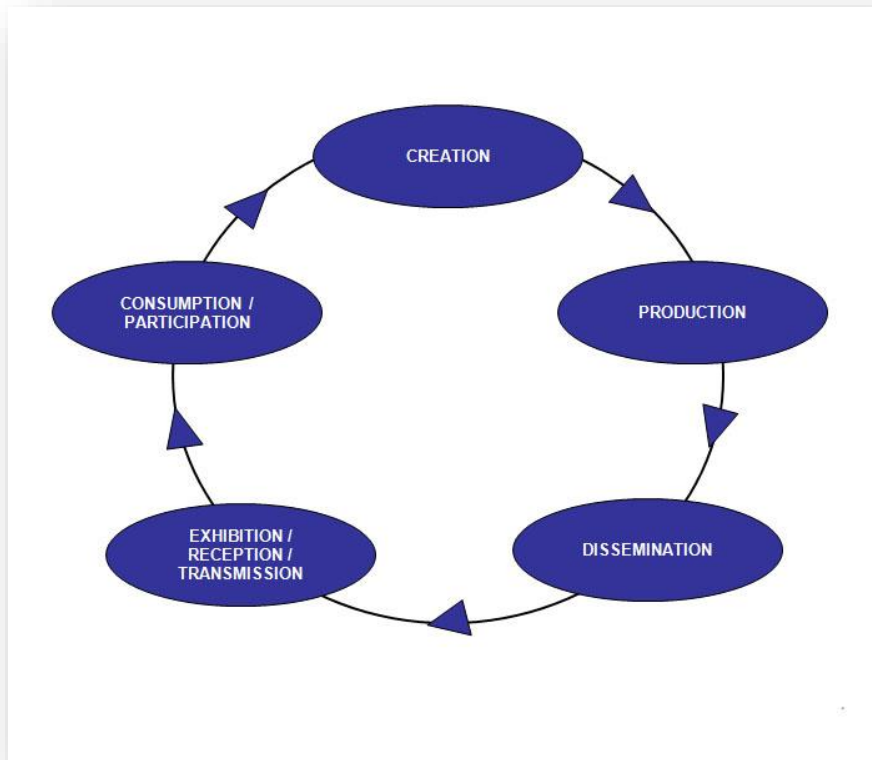 CREATION
PRODUCTION
DISSEMINATION
EXHIBITION /
RECEPTION /
TRANSMISSION
CONSUMPTION /
PARTICIPATION